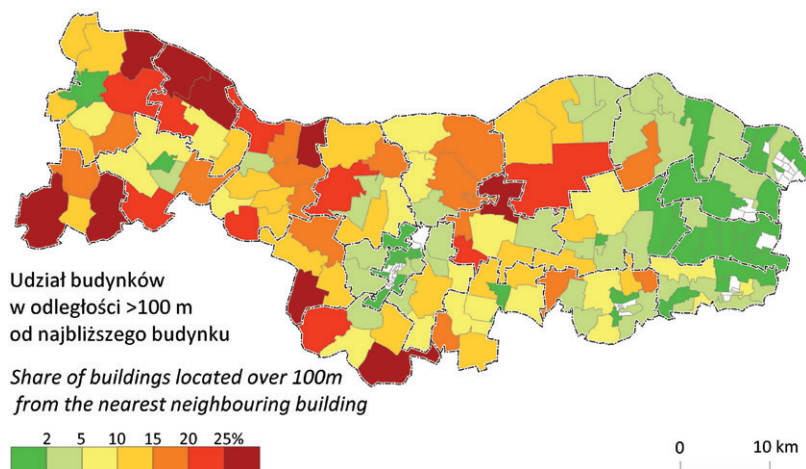 Udział budynków
w odległości >100 m
od najbliższego budynku
Share of buildings located over 100m
from the nearest neighbouring building
2 5 10 15 20 25%
0 10 km